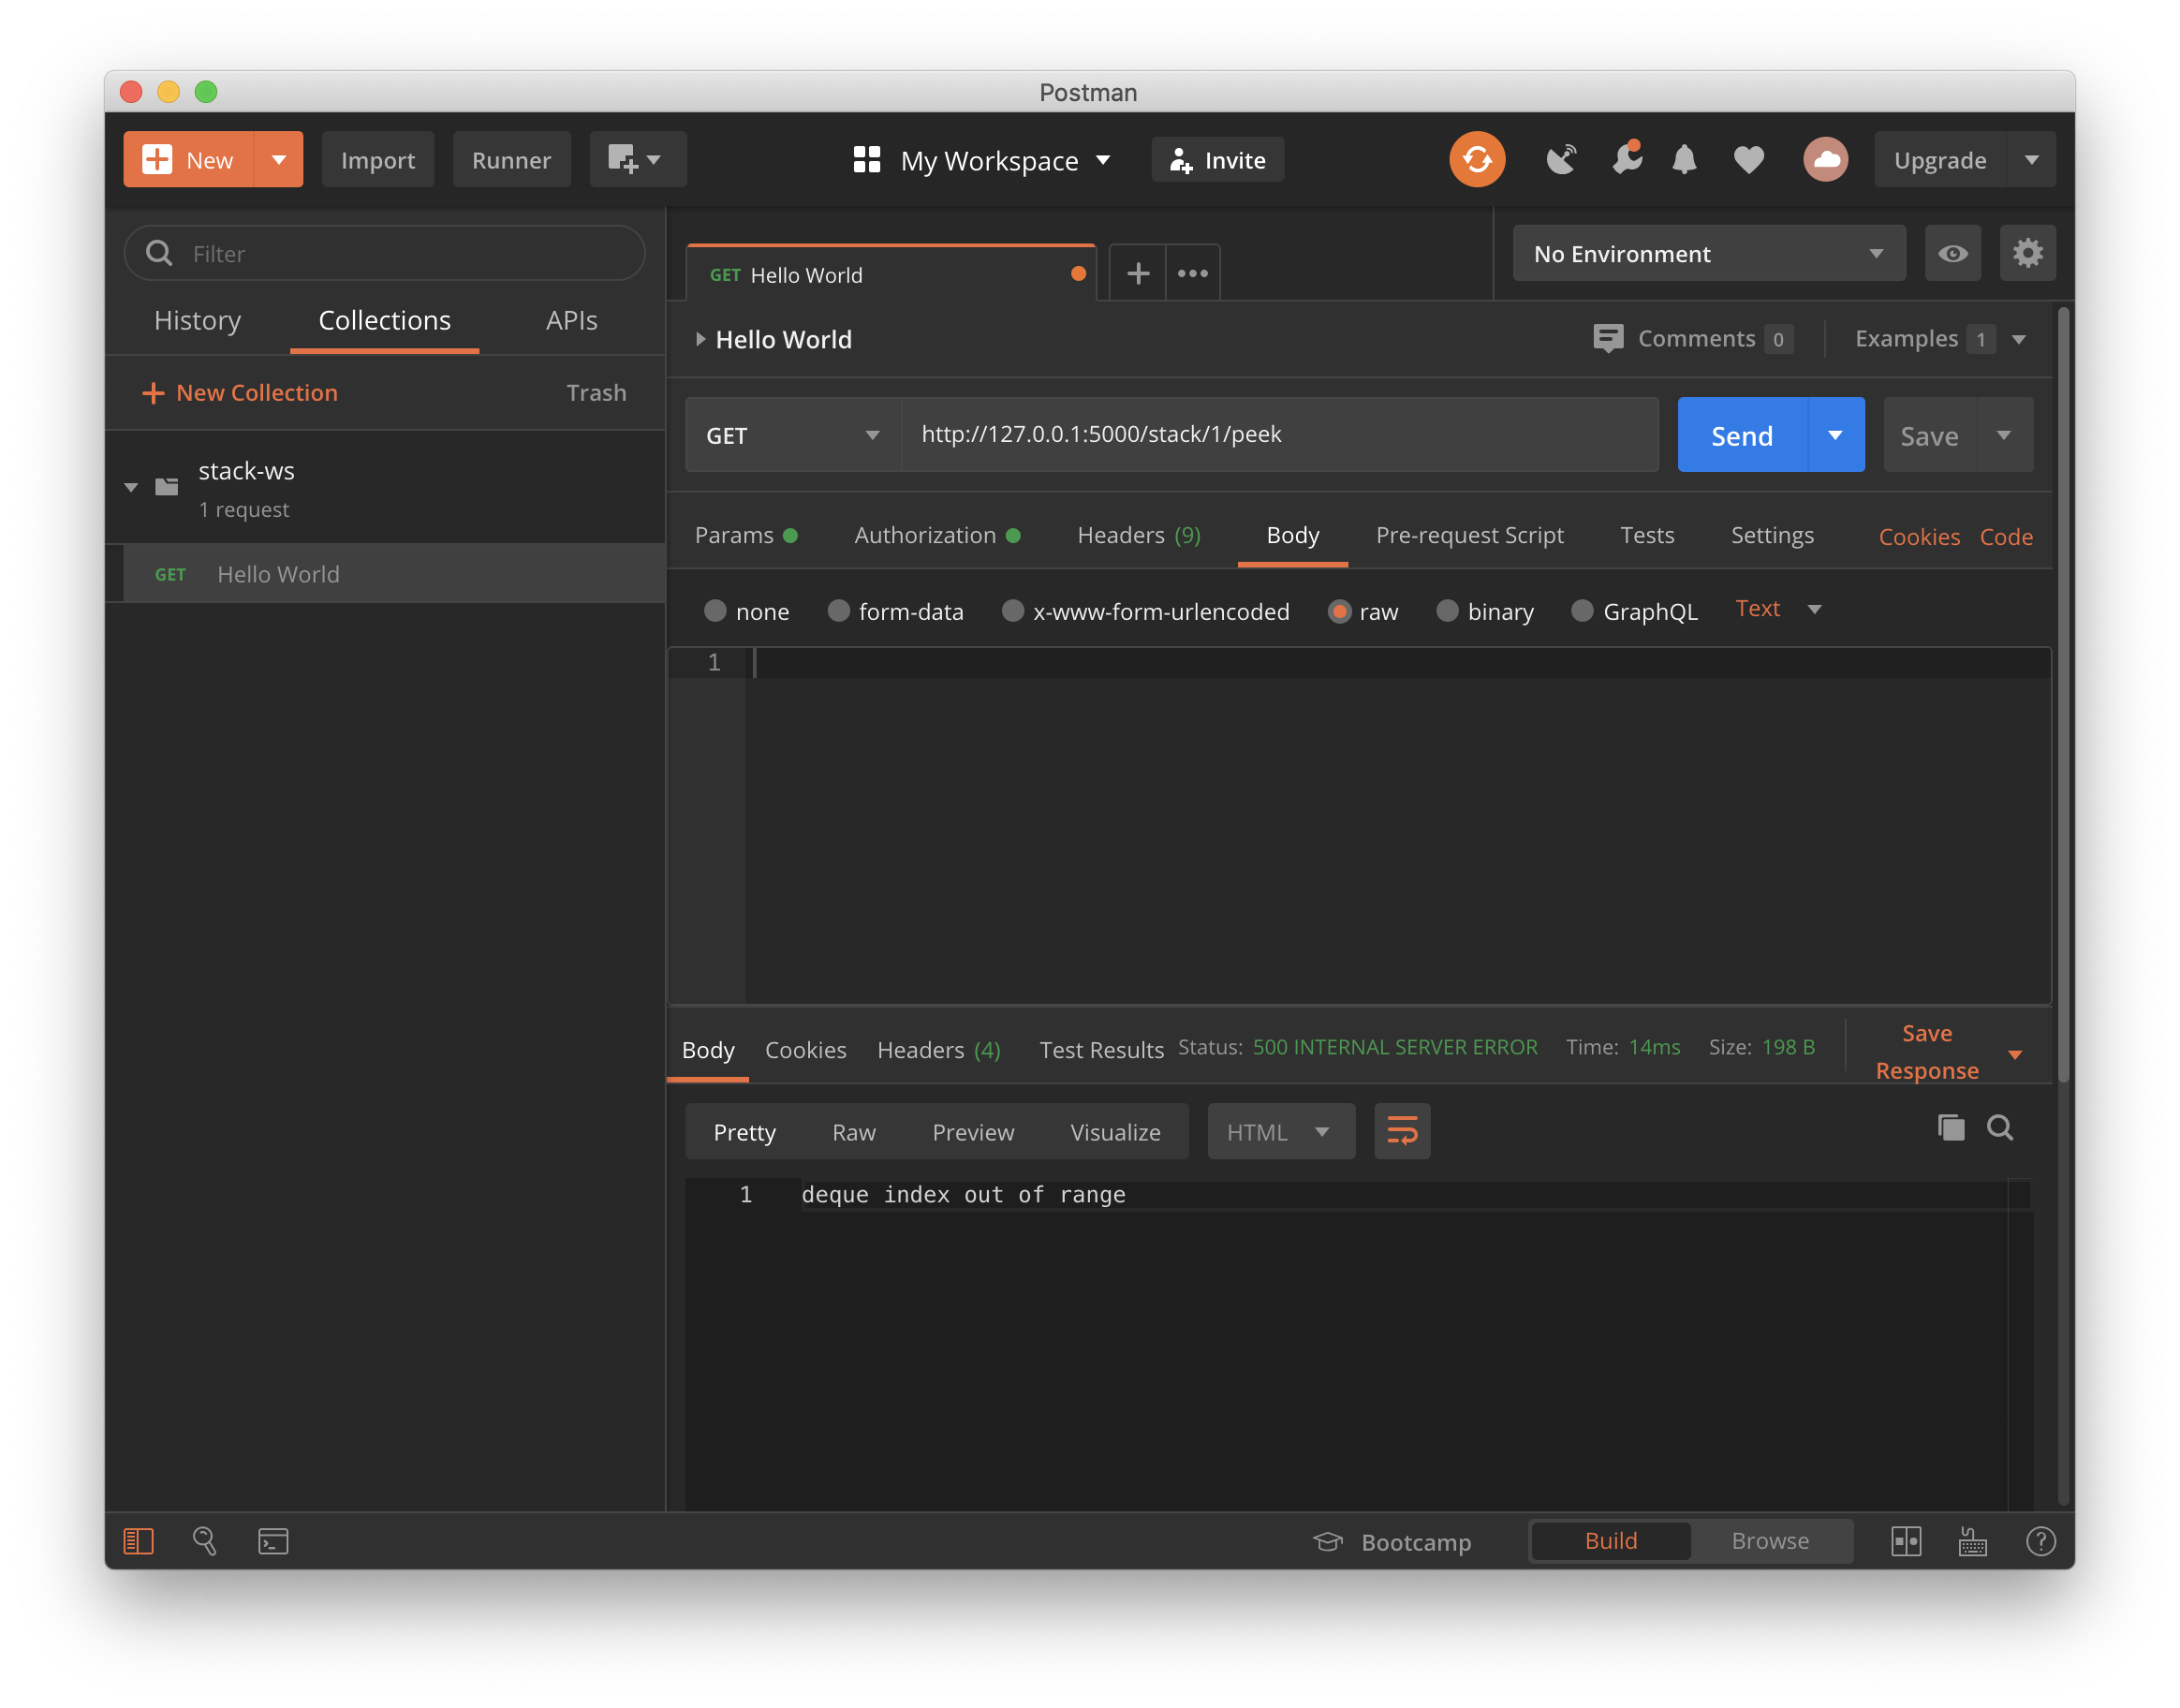 Postman
New
Import
Runner
My Workspace
Invite
Upgrade
Filter
History
Collections
APIs
New Collection
Trash
stack-ws
1 request
GET Hello World
GET Hello World
No Environment
Hello World
Comments 0
Examples 1
GET
http://127.0.0.1:5000/stack/1/peek
Send
Save
Params
Authorization
Headers (9)
Body
Pre-request Script
Tests
Settings
Cookies
Code
none
form-data
x-www-form-urlencoded
raw
binary
GraphQL
Text
1
Body
Cookies
Headers (4)
Test Results
Status: 500 INTERNAL SERVER ERROR
Time: 14ms
Size: 198 B
Save
Response
Pretty
Raw
Preview
Visualize
HTML
1 deque index out of range
Bootcamp
Build
Browse